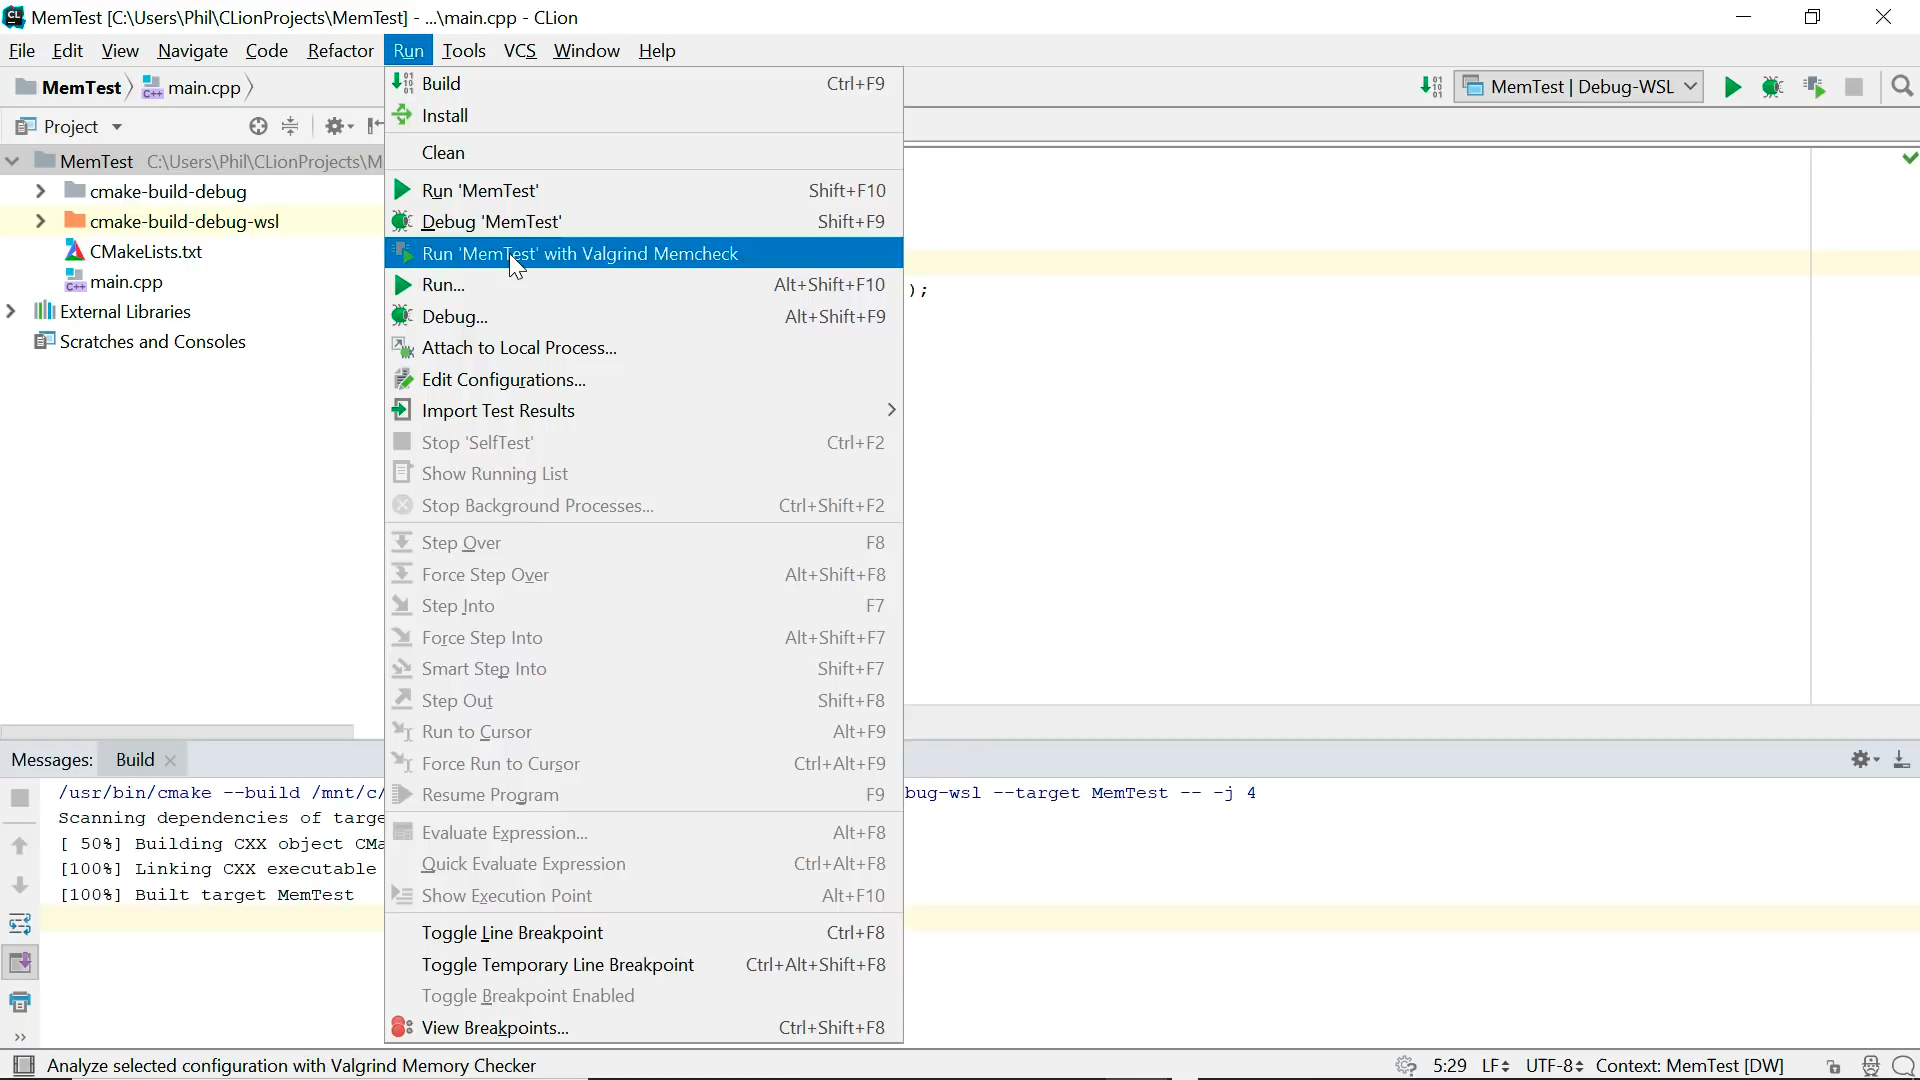 MemTest [C:\Users\Phil\CLionProjects\MemTest] - ...\main.cpp - CLion
File Edit View Navigate Code Refactor Run Tools VCS Window Help
MemTest main.cpp MemTest | Debug-WSL
Project
MemTest C:\Users\Phil\CLionProjects\M
cmake-build-debug
cmake-build-debug-wsl
CMakeLists.txt
main.cpp
External Libraries
Scratches and Consoles
Build Ctrl+F9
Install
Clean
Run 'MemTest' Shift+F10
Debug 'MemTest' Shift+F9
Run 'MemTest' with Valgrind Memcheck
Run... Alt+Shift+F10
Debug... Alt+Shift+F9
Attach to Local Process...
Edit Configurations...
Import Test Results
Stop 'SelfTest' Ctrl+F2
Show Running List
Stop Background Processes... Ctrl+Shift+F2
Step Over F8
Force Step Over Alt+Shift+F8
Step Into F7
Force Step Into Alt+Shift+F7
Smart Step Into Shift+F7
Step Out Shift+F8
Run to Cursor Alt+F9
Force Run to Cursor Ctrl+Alt+F9
Resume Program F9
Evaluate Expression... Alt+F8
Quick Evaluate Expression Ctrl+Alt+F8
Show Execution Point Alt+F10
Toggle Line Breakpoint Ctrl+F8
Toggle Temporary Line Breakpoint Ctrl+Alt+Shift+F8
Toggle Breakpoint Enabled
View Breakpoints... Ctrl+Shift+F8
);
Messages: Build
/usr/bin/cmake --build /mnt/c/ bug-wsl --target MemTest -- -j 4
Scanning dependencies of targe
[ 50%] Building CXX object CMa
[100%] Linking CXX executable
[100%] Built target MemTest
Analyze selected configuration with Valgrind Memory Checker 5:29 LF UTF-8 Context: MemTest [DW]